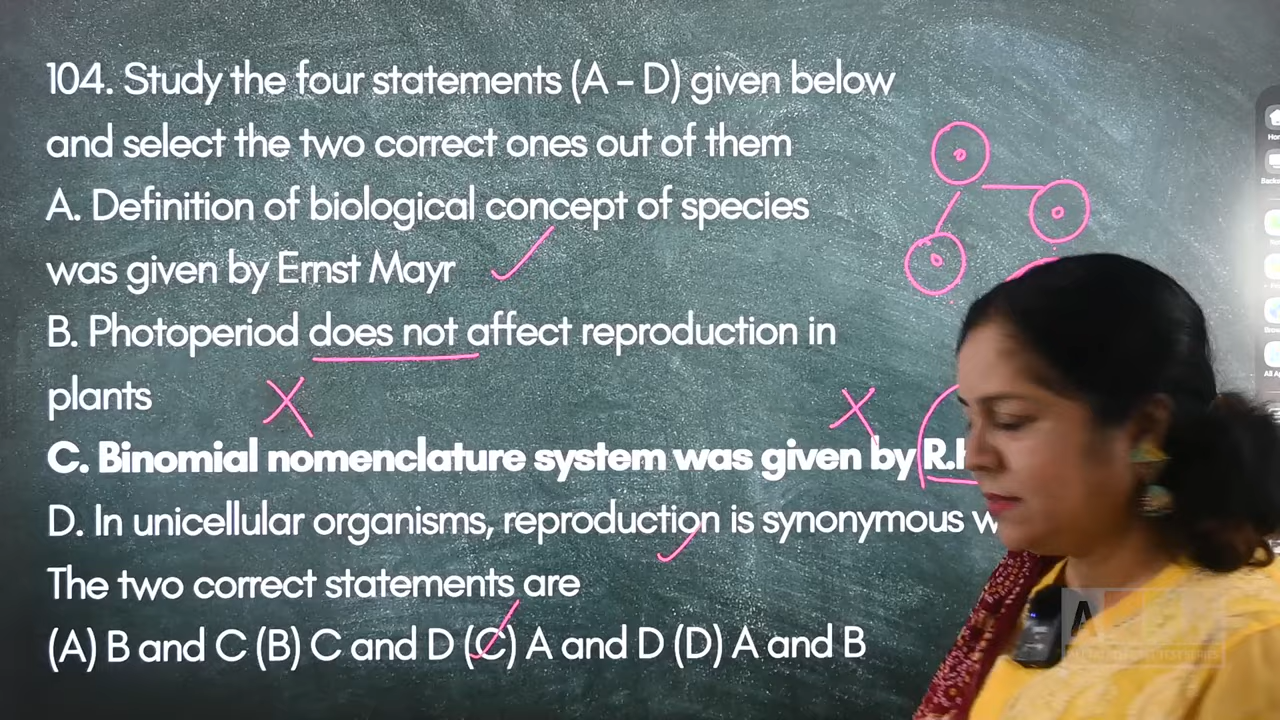 104. Study the four statements (A – D) given below
and select the two correct ones out of them
A. Definition of biological concept of species
was given by Ernst Mayr
B. Photoperiod does not affect reproduction in
plants
C. Binomial nomenclature system was given by
D. In unicellular organisms, reproduction is synonymous
The two correct statements are
(A) B and C (B) C and D (C) A and D (D) A and B